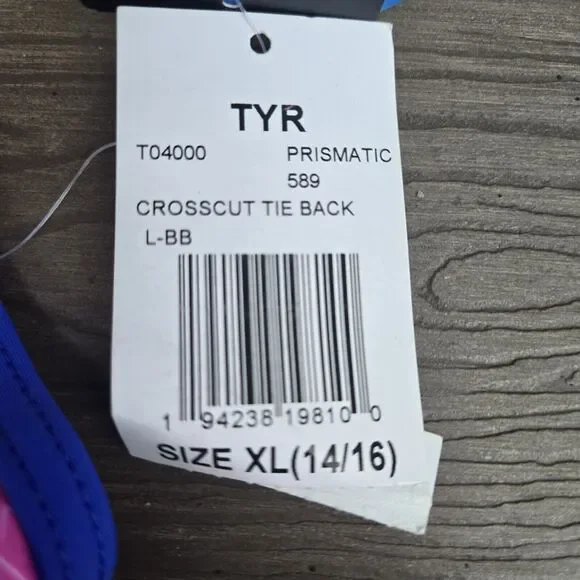 TYR
T04000 PRISMATIC
589
CROSSCUT TIE BACK
L-BB
1 94238 19810 0
SIZE XL(14/16)